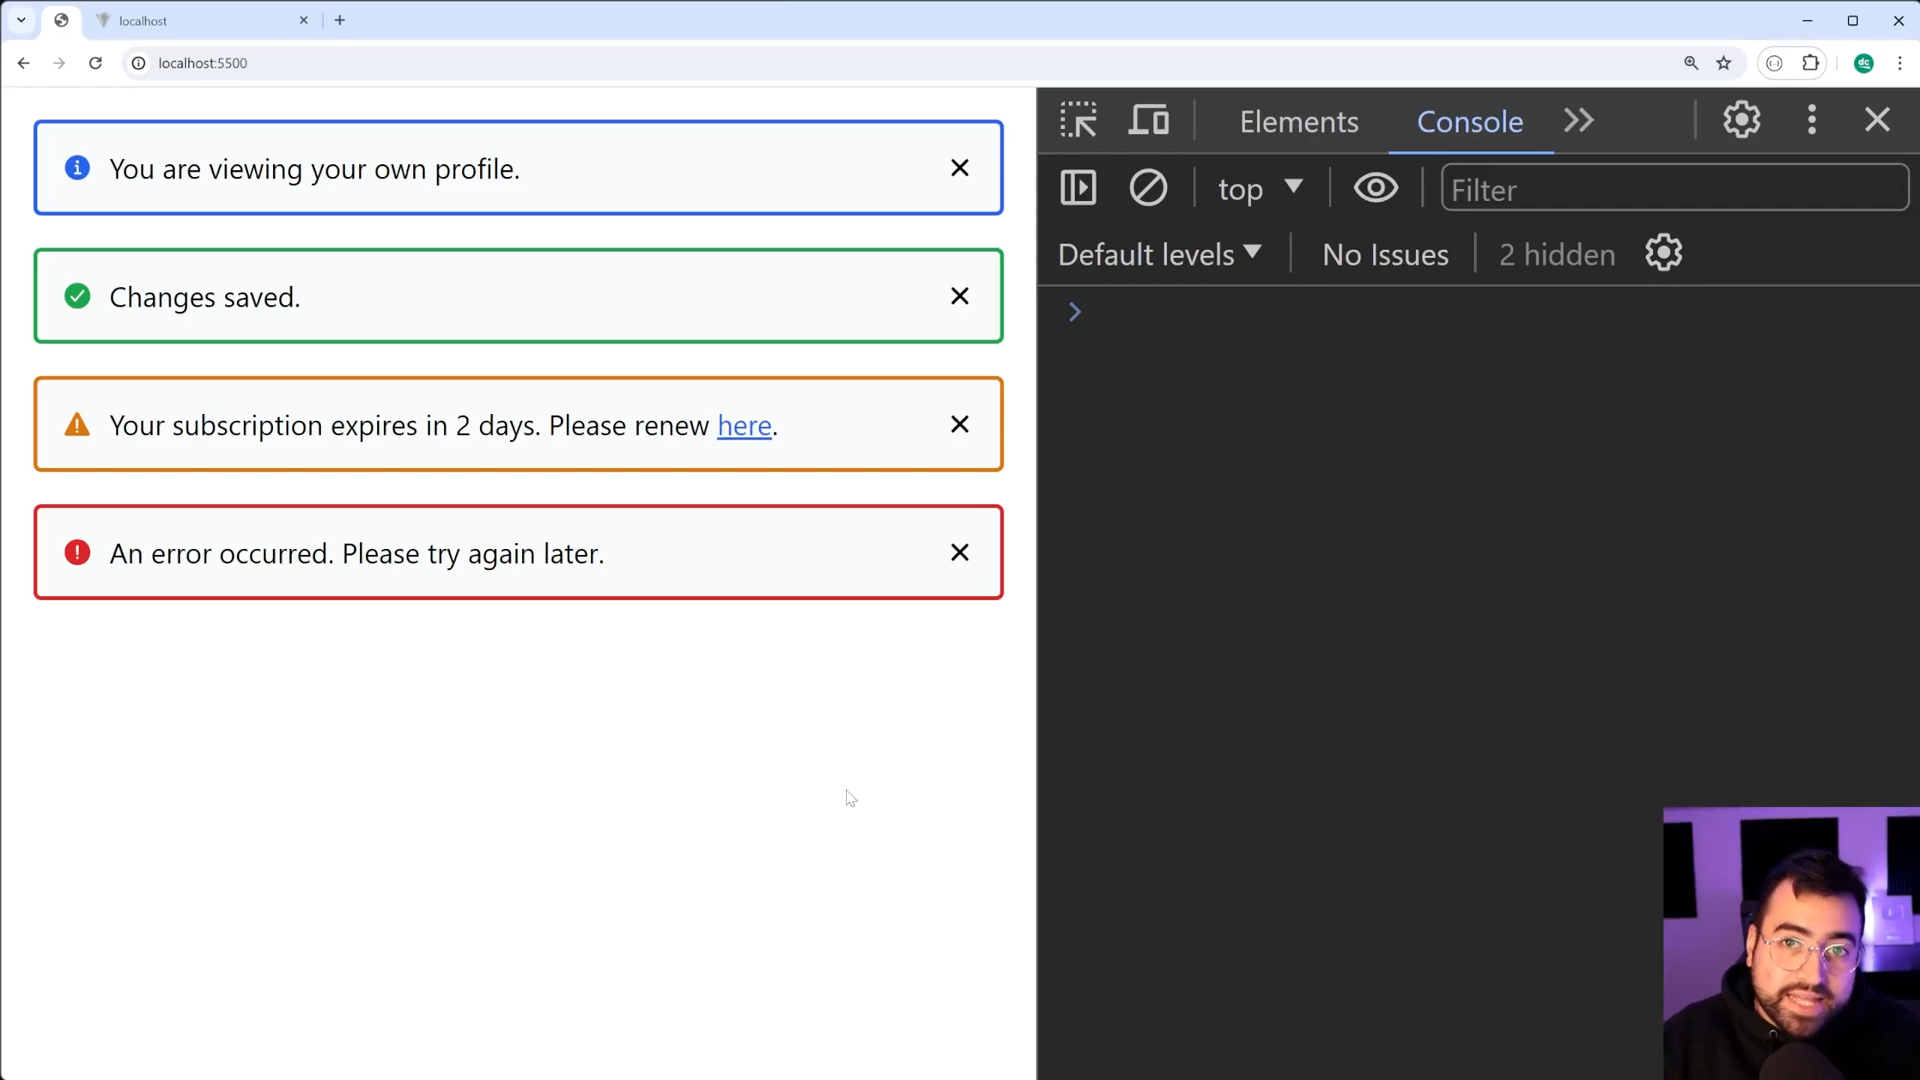 localhost
localhost:5500
You are viewing your own profile.
Changes saved.
Your subscription expires in 2 days. Please renew here.
An error occurred. Please try again later.
Elements
Console
top
Filter
Default levels
No Issues
2 hidden
dc